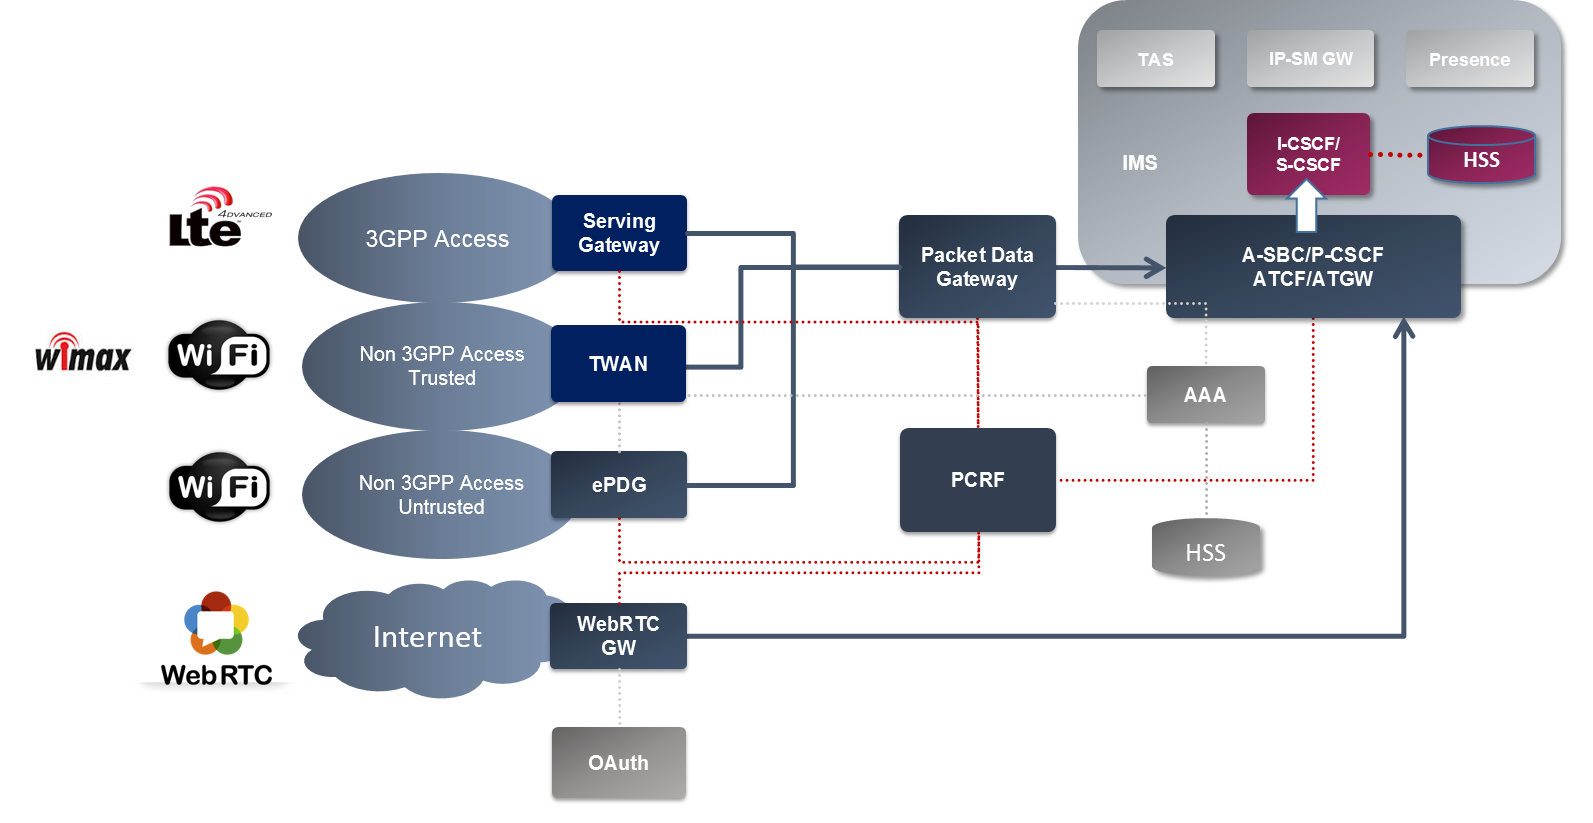 TAS
IP-SM GW
Presence
I-CSCF/
S-CSCF
HSS
IMS
Lte
4DVANCED
™
3GPP Access
Serving
Gateway
Packet Data
Gateway
A-SBC/P-CSCF
ATCF/ATGW
wimax
Wi Fi
Non 3GPP Access
Trusted
TWAN
AAA
Wi Fi
Non 3GPP Access
Untrusted
ePDG
PCRF
HSS
WebRTC
Internet
WebRTC
GW
OAuth